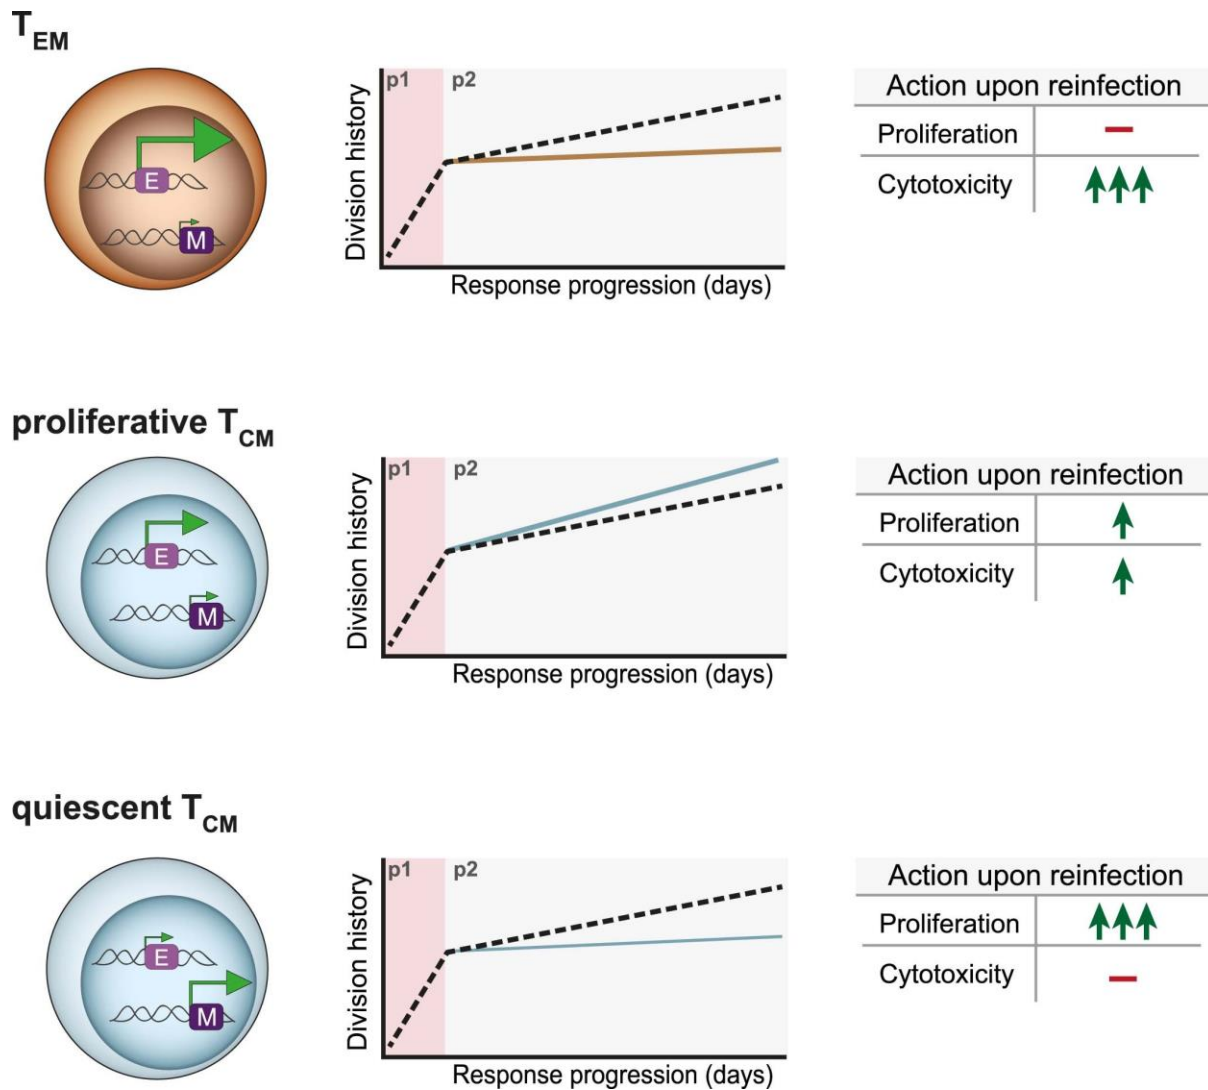 TEM
p1 p2
Division history
Response progression (days)
E
M
Action upon reinfection
Proliferation
Cytotoxicity
proliferative TCM
p1 p2
Division history
Response progression (days)
E
M
Action upon reinfection
Proliferation
Cytotoxicity
quiescent TCM
p1 p2
Division history
Response progression (days)
E
M
Action upon reinfection
Proliferation
Cytotoxicity